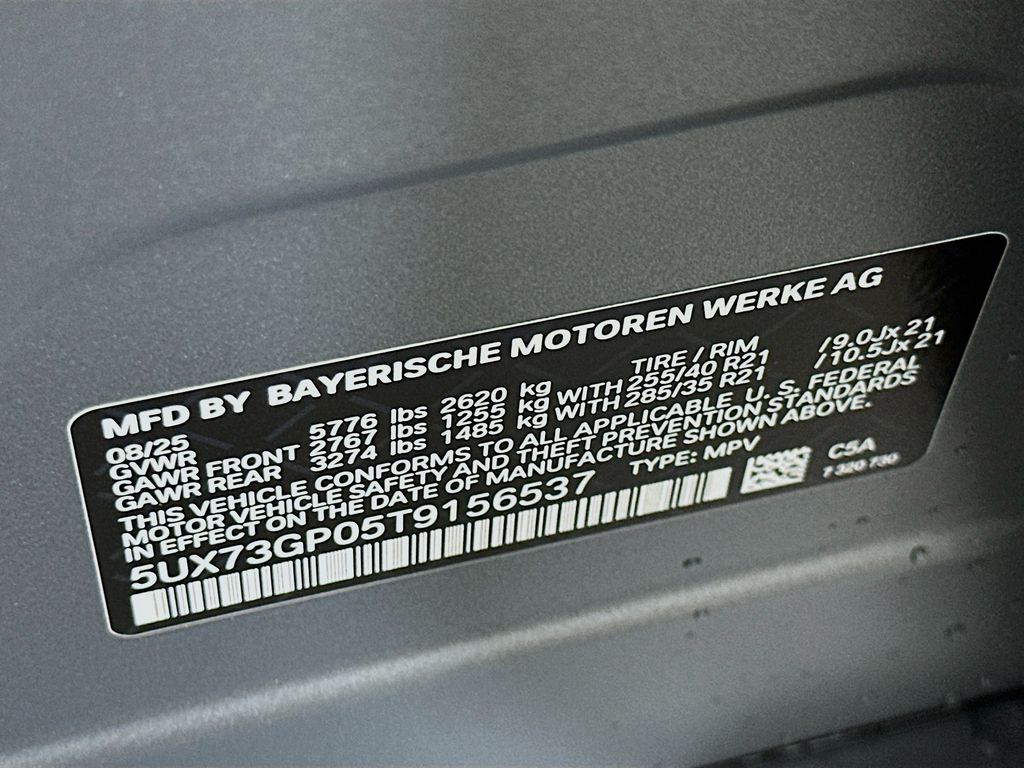 MFD BY BAYERISCHE MOTOREN WERKE AG
08/25 TIRE / RIM
GVWR 5776 lbs 2620 kg
GAWR FRONT 2767 lbs 1255 kg WITH 255/40 R21 /9.0Jx 21
GAWR REAR 3274 lbs 1485 kg WITH 285/35 R21 /10.5Jx 21
THIS VEHICLE CONFORMS TO ALL APPLICABLE U. S. FEDERAL
MOTOR VEHICLE SAFETY AND THEFT PREVENTION STANDARDS
IN EFFECT ON THE DATE OF MANUFACTURE SHOWN ABOVE.
5UX73GP05T9156537 TYPE: MPV C5A
7 320 730